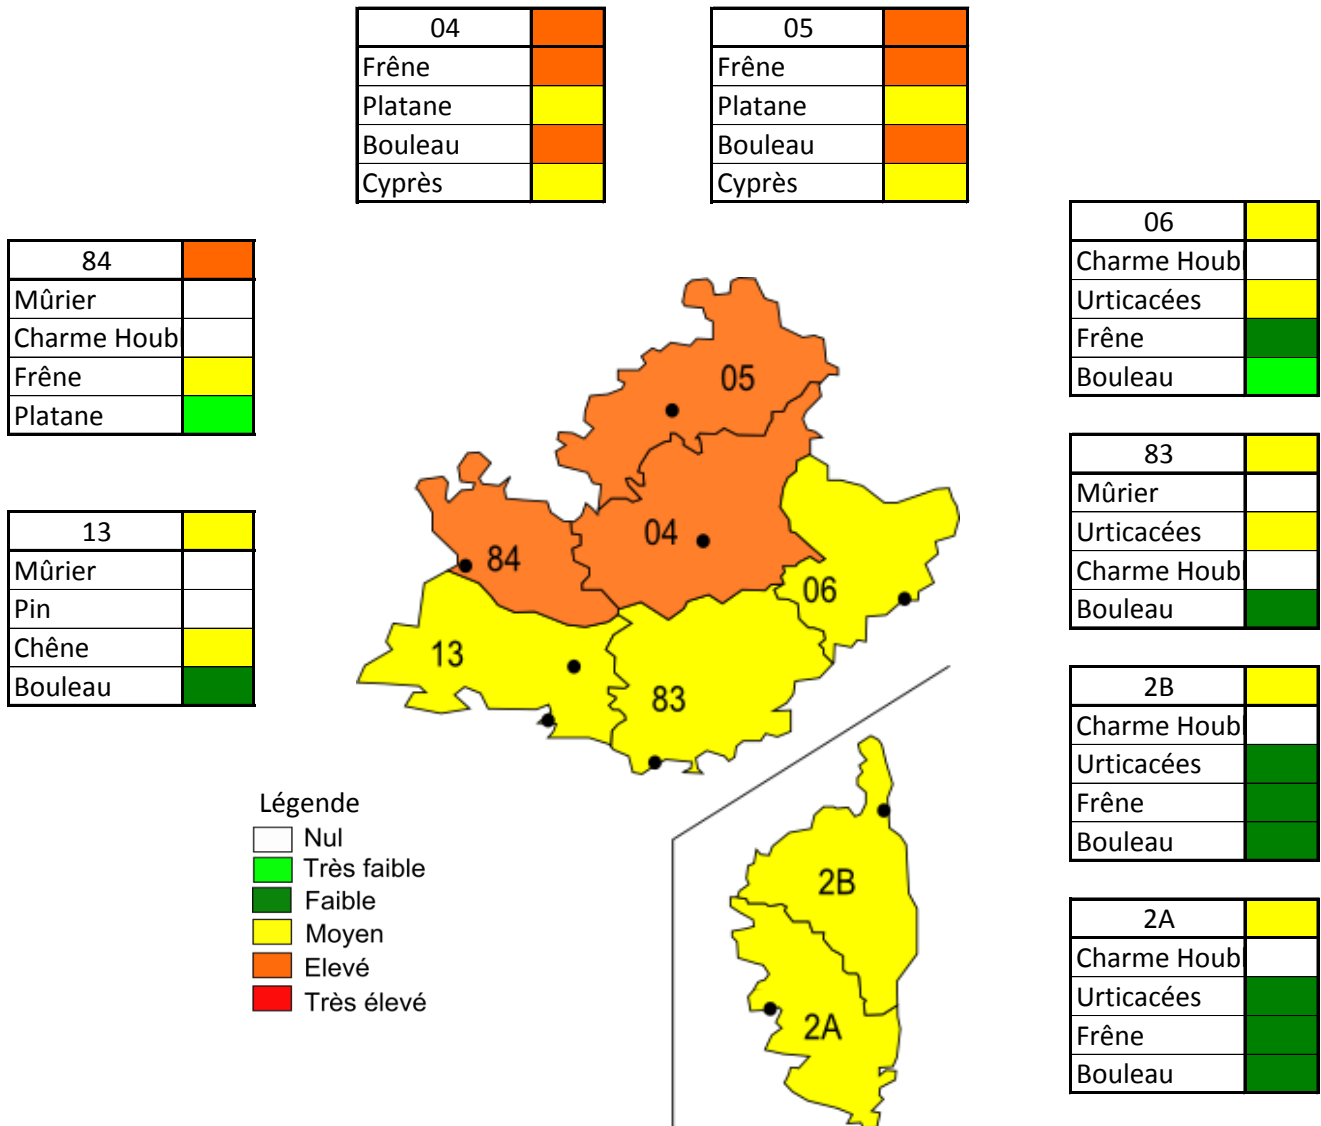 04
Frêne
Platane
Bouleau
Cyprès
05
Frêne
Platane
Bouleau
Cyprès
84
Mûrier
Charme Houb
Frêne
Platane
13
Mûrier
Pin
Chêne
Bouleau
06
Charme Houb
Urticacées
Frêne
Bouleau
83
Mûrier
Urticacées
Charme Houb
Bouleau
2B
Charme Houb
Urticacées
Frêne
Bouleau
2A
Charme Houb
Urticacées
Frêne
Bouleau
05
04
84
06
13
83
2B
2A
Légende
Nul
Très faible
Faible
Moyen
Elevé
Très élevé